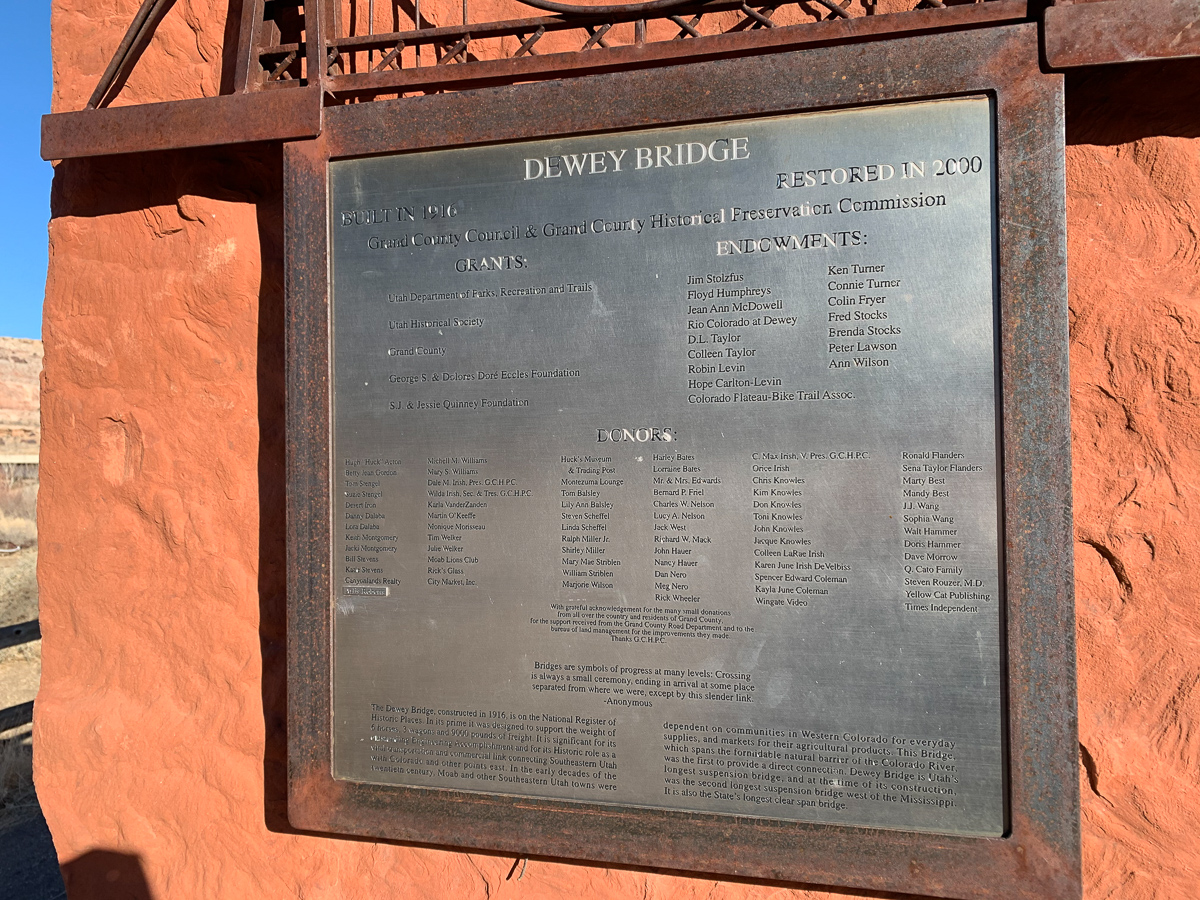 DEWEY BRIDGE
BUILT IN 1916
RESTORED IN 2000
Grand County Council & Grand County Historical Preservation Commission
GRANTS:
Utah Department of Parks, Recreation and Trails
Utah Historical Society
Grand County
George S. & Dolores Doré Eccles Foundation
S.J. & Jessie Quinney Foundation
ENDOWMENTS:
Jim Stolzfus
Floyd Humphreys
Jean Ann McDowell
Rio Colorado at Dewey
D.L. Taylor
Colleen Taylor
Robin Levin
Hope Carlton-Levin
Colorado Plateau-Bike Trail Assoc.
Ken Turner
Connie Turner
Colin Fryer
Fred Stocks
Brenda Stocks
Peter Lawson
Ann Wilson
DONORS:
Hugh "Huck"
Betty Jean Gordon
Tom Stengel
Stengel
Desert Iron
Danny Dalaba
Lora Dalaba
Keith Montgomery
Jacki Montgomery
Bill Stevens
Kary Stevens
Canyonlands Realty
Michell M. Williams
Mary S. Williams
Dale M. Irish, Pres. G.C.H.P.C.
Wilda Irish, Sec. & Tres. G.C.H.P.C.
Karla VanderZanden
Martin O'Keeffe
Monique Morisseau
Tim Welker
Julie Welker
Moab Lions Club
Rick's Glass
City Market, Inc.
Huck's Museum
& Trading Post
Montezuma Lounge
Tom Balsley
Lily Ann Balsley
Steven Scheffel
Linda Scheffel
Ralph Miller Jr.
Shirley Miller
Mary Mae Striblen
William Striblen
Marjorie Wilson
Harley Bates
Lorraine Bates
Mr. & Mrs. Edwards
Bernard P. Friel
Charles W. Nelson
Lucy A. Nelson
Jack West
Richard W. Mack
John Hauer
Nancy Hauer
Dan Nero
Meg Nero
Rick Wheeler
C. Max Irish, V. Pres. G.C.H.P.C.
Orice Irish
Chris Knowles
Kim Knowles
Don Knowles
Toni Knowles
John Knowles
Jacque Knowles
Colleen LaRae Irish
Karen June Irish DeVelbiss
Spencer Edward Coleman
Kayla June Coleman
Wingate Video
Ronald Flanders
Sena Taylor Flanders
Marty Best
Mandy Best
J.J. Wang
Sophia Wang
Walt Hammer
Doris Hammer
Dave Morrow
Q. Cato Family
Steven Rouzer, M.D.
Yellow Cat Publishing
Times Independent
With grateful acknowledgement for the many small donations
from all over the country and residents of Grand County,
for the support received from the Grand County Road Department and to the
bureau of land management for the improvements they made.
Thanks G.C.H.P.C.
Bridges are symbols of progress at many levels: Crossing
is always a small ceremony, ending in arrival at some place
separated from where we were, except by this slender link.
-Anonymous
The Dewey Bridge, constructed in 1916, is on the National Register of
Historic Places. In its prime it was designed to support the weight of
6 horses, 3 wagons and 9000 pounds of freight. It is significant for its
Engineering Accomplishment and for its Historic role as a
vital transportation and commercial link connecting Southeastern Utah
with Colorado and other points east. In the early decades of the
twentieth century, Moab and other Southeastern Utah towns were
dependent on communities in Western Colorado for everyday
supplies, and markets for their agricultural products. This Bridge,
which spans the formidable natural barrier of the Colorado River,
was the first to provide a direct connection. Dewey Bridge is Utah's
longest suspension bridge, and at the time of its construction,
was the second longest suspension bridge west of the Mississippi.
It is also the State's longest clear span bridge.